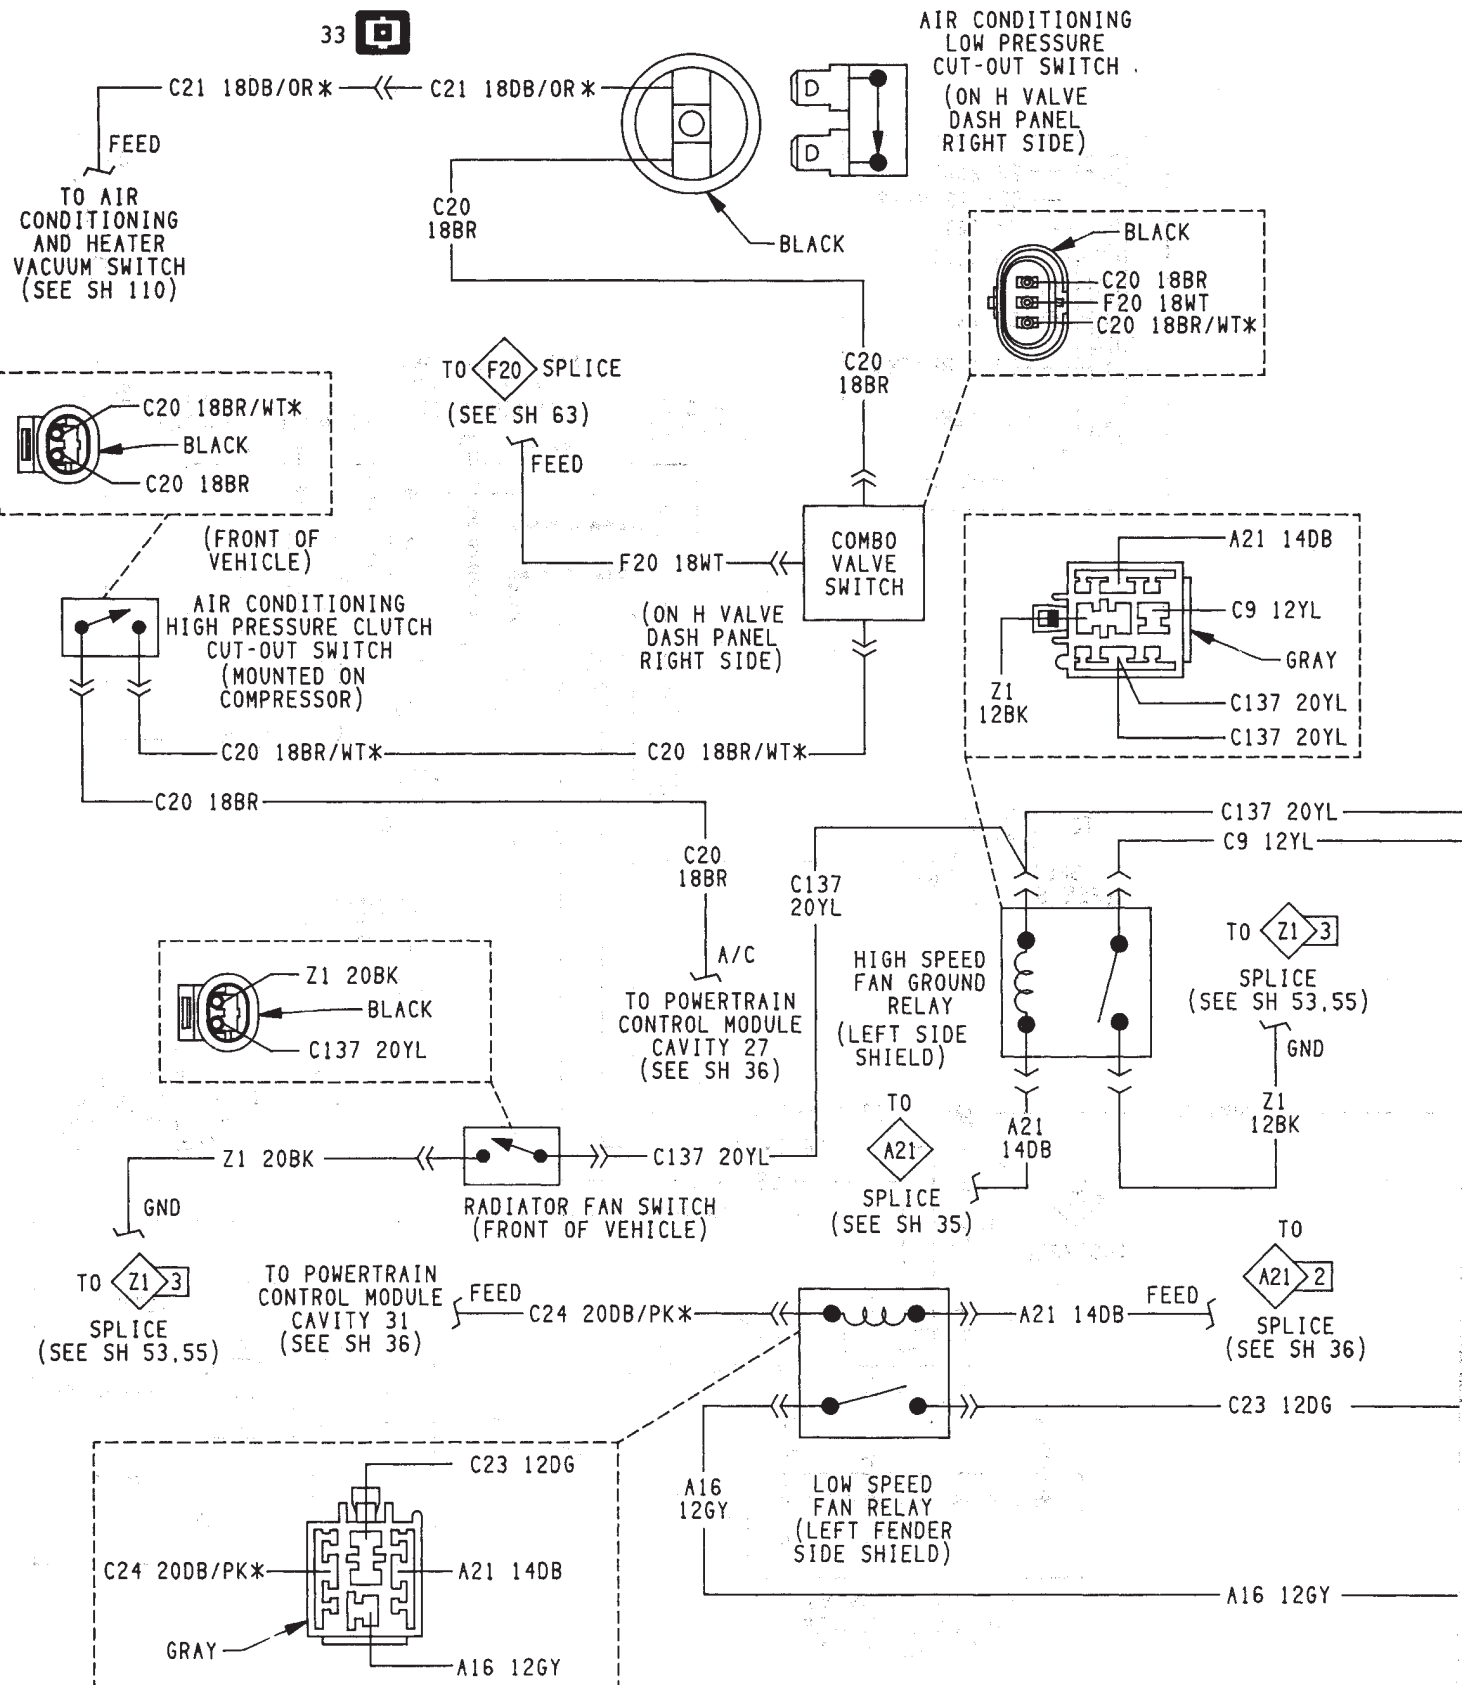 33
AIR CONDITIONING
LOW PRESSURE
CUT-OUT SWITCH
(ON H VALVE
DASH PANEL
RIGHT SIDE)
C21 18DB/OR*
C21 18DB/OR*
D
D
FEED
TO AIR
CONDITIONING
AND HEATER
VACUUM SWITCH
(SEE SH 110)
C20
18BR
BLACK
BLACK
C20 18BR
F20 18WT
C20 18BR/WT*
TO F20 SPLICE
(SEE SH 63)
FEED
C20
18BR
C20 18BR/WT*
BLACK
C20 18BR
(FRONT OF
VEHICLE)
F20 18WT
COMBO
VALVE
SWITCH
(ON H VALVE
DASH PANEL
RIGHT SIDE)
AIR CONDITIONING
HIGH PRESSURE CLUTCH
CUT-OUT SWITCH
(MOUNTED ON
COMPRESSOR)
A21 14DB
C9 12YL
GRAY
Z1
12BK
C137 20YL
C137 20YL
C20 18BR/WT*
C20 18BR/WT*
C20 18BR
C137 20YL
C9 12YL
C20
18BR
C137
20YL
A/C
TO POWERTRAIN
CONTROL MODULE
CAVITY 27
(SEE SH 36)
HIGH SPEED
FAN GROUND
RELAY
(LEFT SIDE
SHIELD)
TO Z1 3
SPLICE
(SEE SH 53,55)
GND
Z1
12BK
Z1 20BK
BLACK
C137 20YL
A21
14DB
TO
A21
SPLICE
(SEE SH 35)
Z1 20BK
C137 20YL
RADIATOR FAN SWITCH
(FRONT OF VEHICLE)
GND
TO Z1 3
SPLICE
(SEE SH 53,55)
TO POWERTRAIN
CONTROL MODULE
CAVITY 31
(SEE SH 36)
FEED
C24 20DB/PK*
A21 14DB
FEED
TO
A21 2
SPLICE
(SEE SH 36)
C23 12DG
A16
12GY
LOW SPEED
FAN RELAY
(LEFT FENDER
SIDE SHIELD)
A16 12GY
C23 12DG
C24 20DB/PK*
A21 14DB
GRAY
A16 12GY